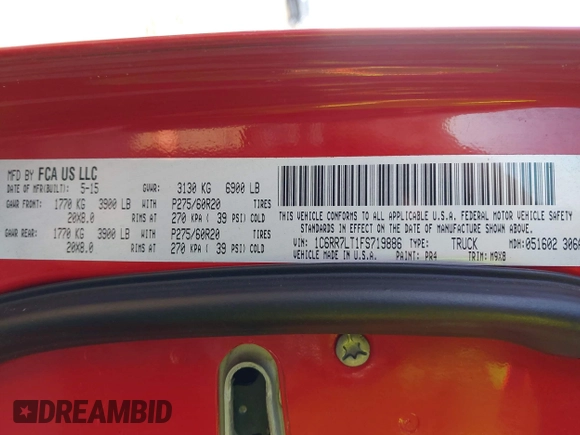 MFD BY FCA US LLC
DATE OF MFR(BUILT): 5-15 GVWR: 3130 KG 6900 LB
GAWR FRONT: 1770 KG 3900 LB WITH P275/60R20 TIRES
20X8.0 RIMS AT 270 KPA ( 39 PSI) COLD
GAWR REAR: 1770 KG 3900 LB WITH P275/60R20 TIRES
20X8.0 RIMS AT 270 KPA ( 39 PSI) COLD
THIS VEHICLE CONFORMS TO ALL APPLICABLE U.S.A. FEDERAL MOTOR VEHICLE SAFETY
STANDARDS IN EFFECT ON THE DATE OF MANUFACTURE SHOWN ABOVE.
VIN: 1C6RR7LT1FS719886 TYPE: TRUCK MDH: 051602 306
VEHICLE MADE IN U.S.A. PAINT: PR4 TRIM: M9X8
DREAMBID